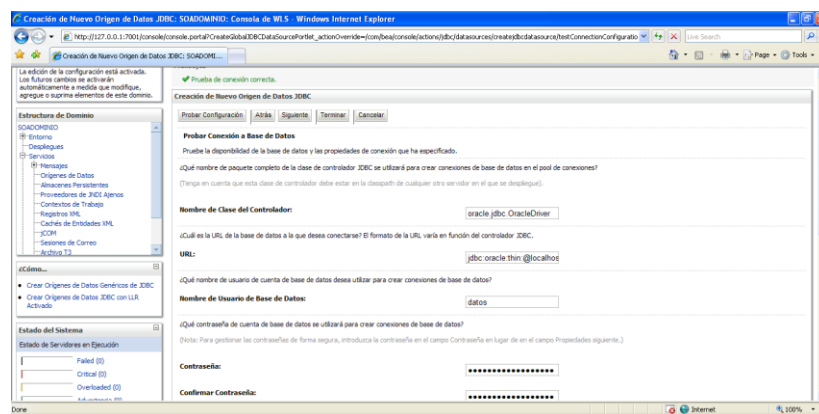 Creación de Nuevo Origen de Datos JDBC: SOADOMINIO: Consola de WLS - Windows Internet Explorer
http://127.0.0.1:7001/console/console.portal?CreateGlobalJDBCDataSourcePortlet_actionOverride=/com/bea/console/actions/jdbc/datasources/createjdbcdatasource/testConnectionConfiguratio
Live Search
Creación de Nuevo Origen de Datos JDBC: SOADOMI...
Page
Tools
La edición de la configuración está activada.
Los futuros cambios se activarán
automáticamente a medida que modifique,
agregue o suprima elementos de este dominio.
Estructura de Dominio
SOADOMINIO
Entorno
Despliegues
Servicios
Mensajes
Orígenes de Datos
Almacenes Persistentes
Proveedores de JNDI Ajenos
Contextos de Trabajo
Registros XML
Cachés de Entidades XML
jCOM
Sesiones de Correo
Archivo T3
¿Cómo...
Crear Orígenes de Datos Genéricos de JDBC
Crear Orígenes de Datos JDBC con LLR
Activado
Estado del Sistema
Estado de Servidores en Ejecución
Failed (0)
Critical (0)
Overloaded (0)
Prueba de conexión correcta.
Creación de Nuevo Origen de Datos JDBC
Probar Configuración Atrás Siguiente Terminar Cancelar
Probar Conexión a Base de Datos
Pruebe la disponibilidad de la base de datos y las propiedades de conexión que ha especificado.
¿Qué nombre de paquete completo de la clase de controlador JDBC se utilizará para crear conexiones de base de datos en el pool de conexiones?
(Tenga en cuenta que esta clase de controlador debe estar en la classpath de cualquier otro servidor en el que se despliegue).
Nombre de Clase del Controlador: oracle.jdbc.OracleDriver
¿Cuál es la URL de la base de datos a la que desea conectarse? El formato de la URL varía en función del controlador JDBC.
URL: jdbc:oracle:thin:@localhos
¿Qué nombre de usuario de cuenta de base de datos desea utilizar para crear conexiones de base de datos?
Nombre de Usuario de Base de Datos: datos
¿Qué contraseña de cuenta de base de datos se utilizará para crear conexiones de base de datos?
(Nota: Para gestionar las contraseñas de forma segura, introduzca la contraseña en el campo Contraseña en lugar de en el campo Propiedades siguiente.)
Contraseña: ●●●●●●●●●●●●●●●●●●
Confirmar Contraseña: ●●●●●●●●●●●●●●●●●●
Done
Internet
100%